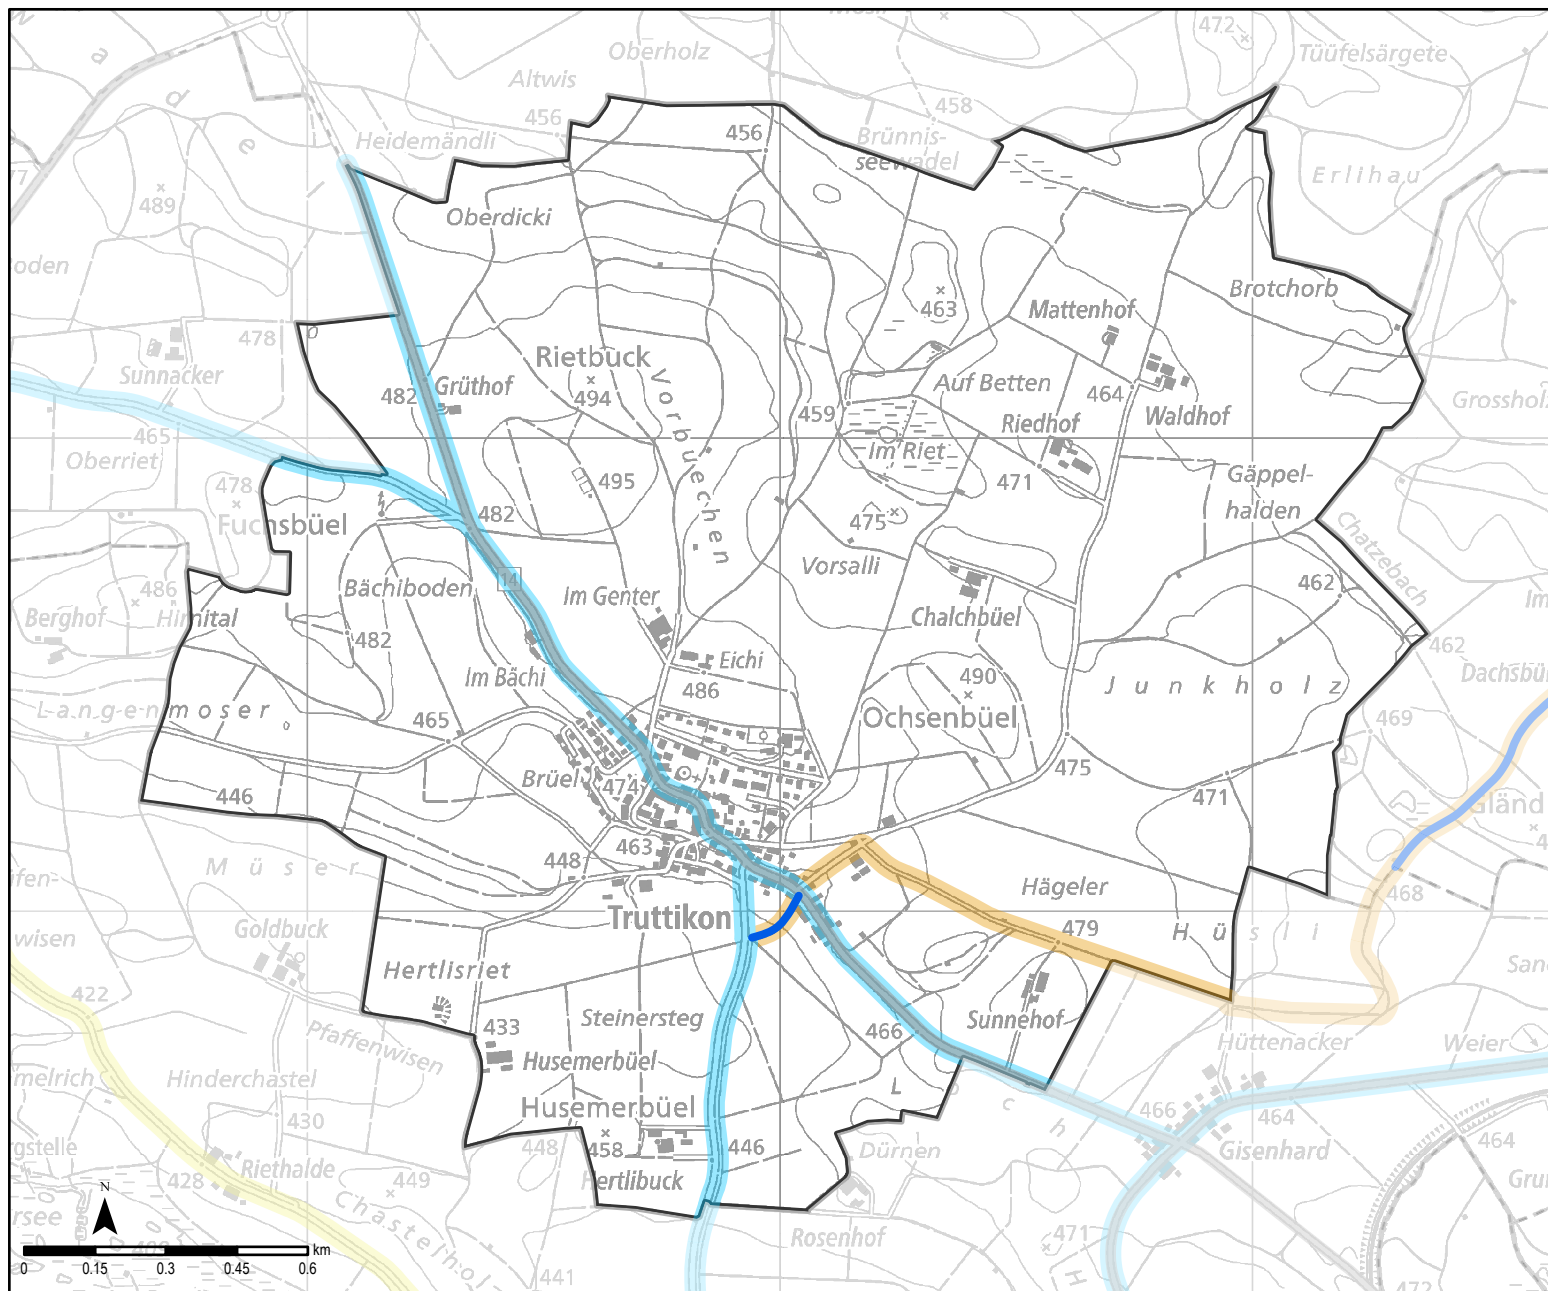 472
Oberholz
Tüüfelsärgete
Altwis
458
456
456
Brünnis-
seewadel
Heidemändli
Erlihau
489
Oberdicki
Brotchorb
463
Mattenhof
478
Rietbuck
Sunnacker
Grüthof
482
494
Auf Betten
464
Waldhof
Grossholz
459
Riedhof
Vorbüechen
465
Oberriet
Im Riet
478
495
471
Gäppel-
halden
482
475
Fuchsbüel
Chatzebach
14
Vorsalli
Bächiboden
Im Genter
462
486
Berghof
Hinnital
Chalchbüel
482
Eichi
462
Im Bächi
490
Junkholz
486
Langenmoser
465
Ochsenbüel
469
Brüel
474
475
446
471
Gländ
463
448
Müser
Hägeler
468
Truttikon
479
Hüsli
Goldbuck
Hertlisriet
422
Steinersteg
Sunnehof
433
Pfaffenwisen
466
Husemerbüel
Hüttenacker
Weier
Hinderchastel
Loch
Husemerbüel
430
466
464
448
458
446
Dürnen
Gisenhard
464
Riethalde
428
449
Hertlibuck
N
Chastelholz
Rosenhof
471
km
0
0.15
0.3
0.45
0.6
441
472